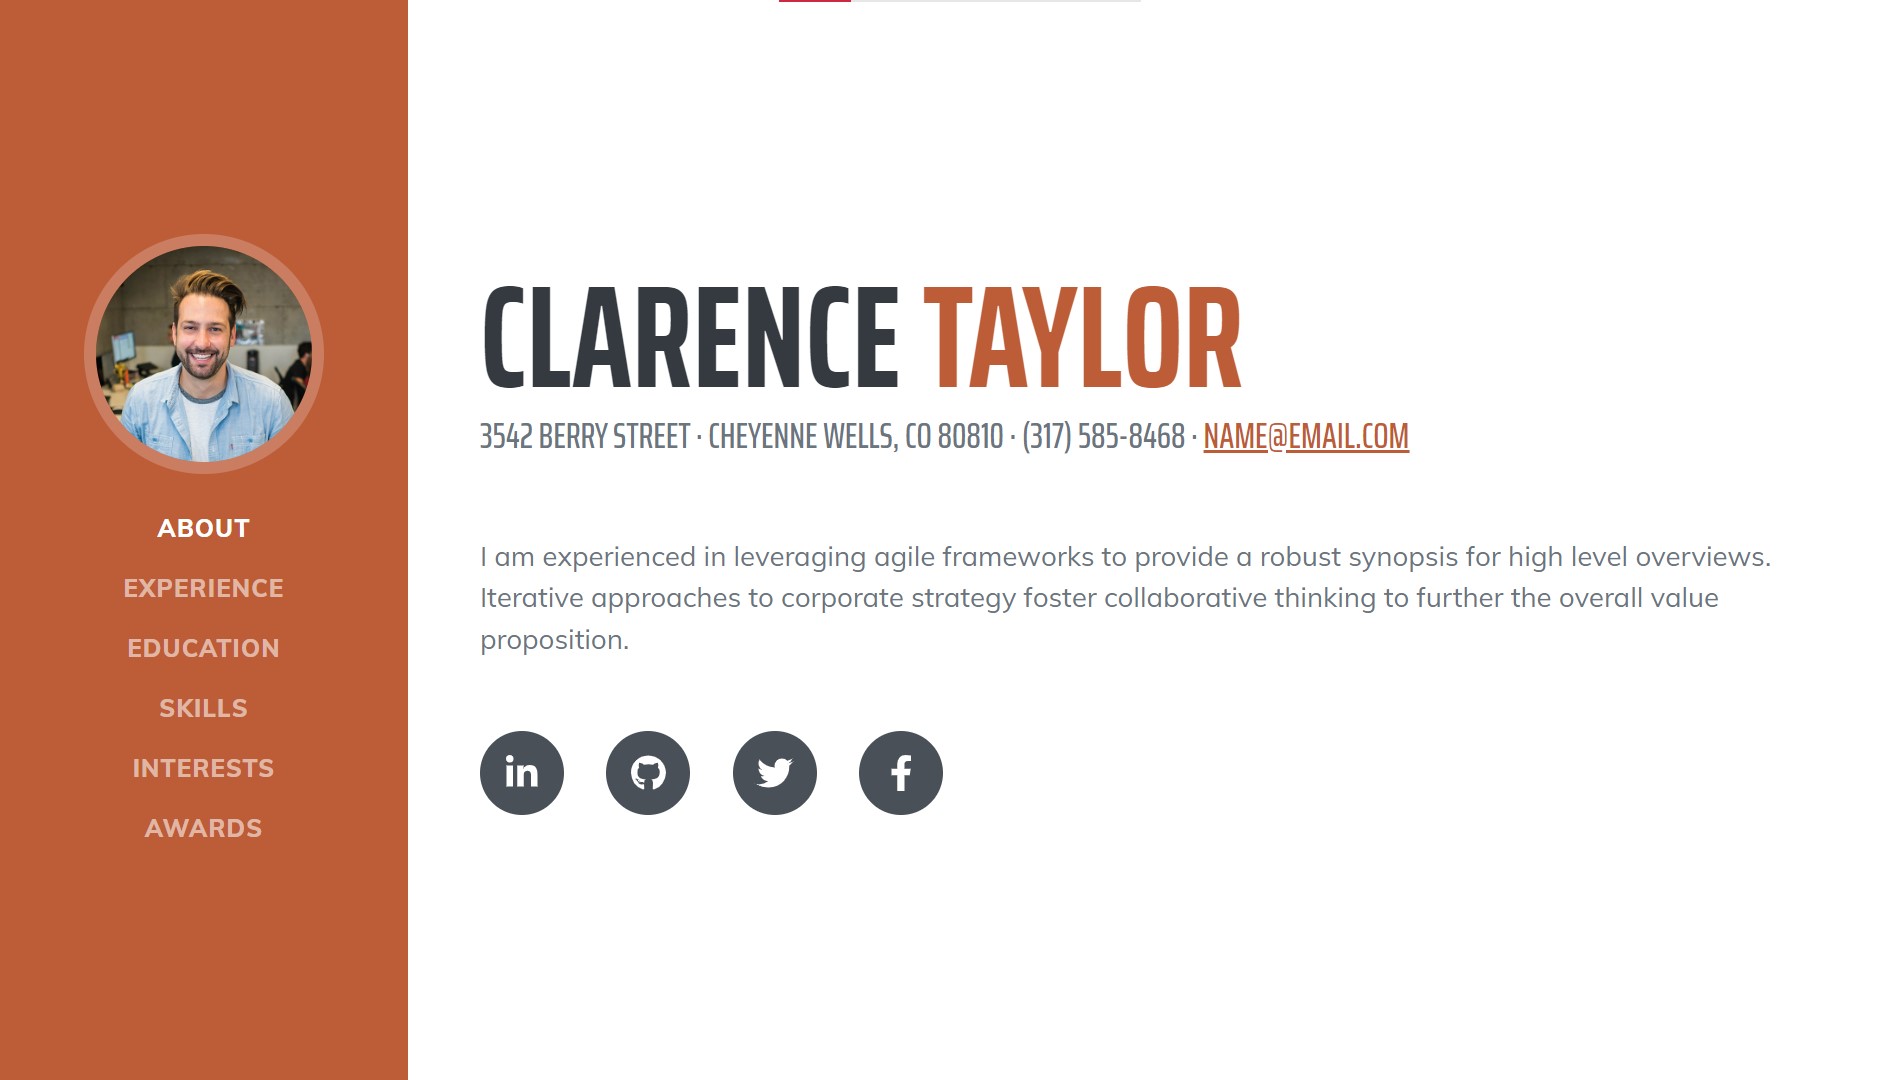 ABOUT
EXPERIENCE
EDUCATION
SKILLS
INTERESTS
AWARDS
CLARENCE TAYLOR
3542 BERRY STREET · CHEYENNE WELLS, CO 80810 · (317) 585-8468 · NAME@EMAIL.COM
I am experienced in leveraging agile frameworks to provide a robust synopsis for high level overviews.
Iterative approaches to corporate strategy foster collaborative thinking to further the overall value
proposition.
in